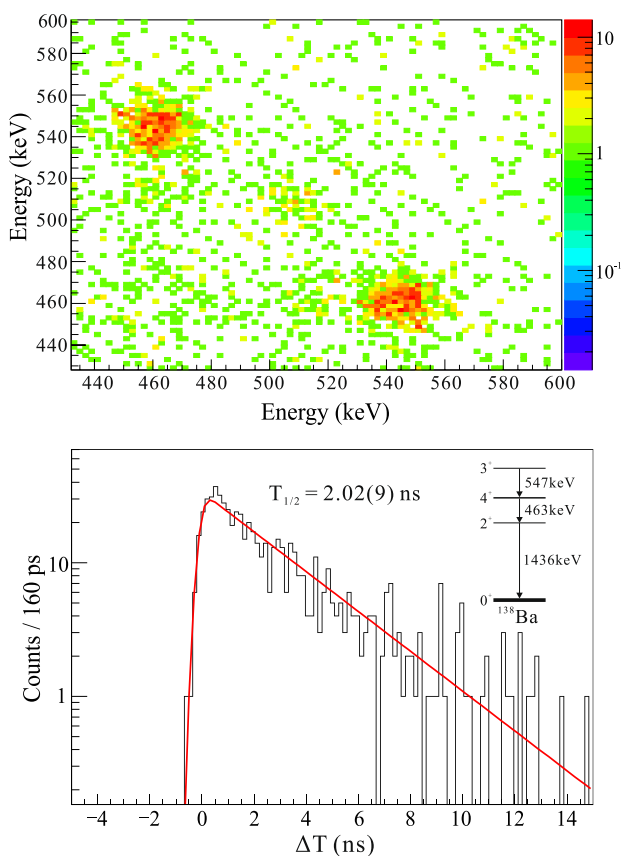 600
580
560
540
520
500
480
460
440
Energy (keV)
440 460 480 500 520 540 560 580 600
Energy (keV)
10
1
10⁻¹
T1/2 = 2.02(9) ns
3⁺
547keV
4⁺
463keV
2⁺
1436keV
0⁺
¹³⁸Ba
10
1
Counts / 160 ps
−4 −2 0 2 4 6 8 10 12 14
ΔT (ns)